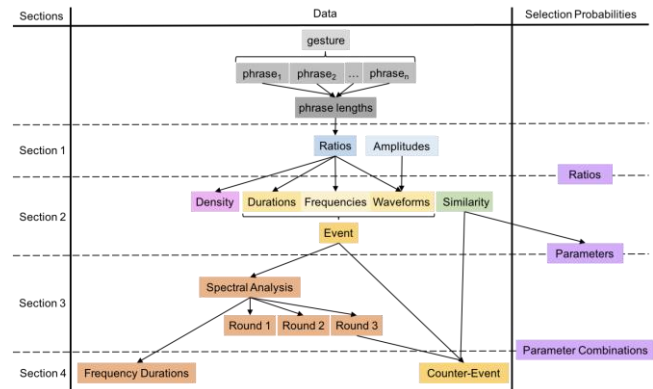 Sections Data Selection Probabilities
gesture
phrase1 phrase2 … phrasen
phrase lengths
Section 1 Ratios Amplitudes
Ratios
Section 2 Density Durations Frequencies Waveforms Similarity
Event
Parameters
Section 3 Spectral Analysis
Round 1 Round 2 Round 3
Parameter Combinations
Section 4 Frequency Durations Counter-Event